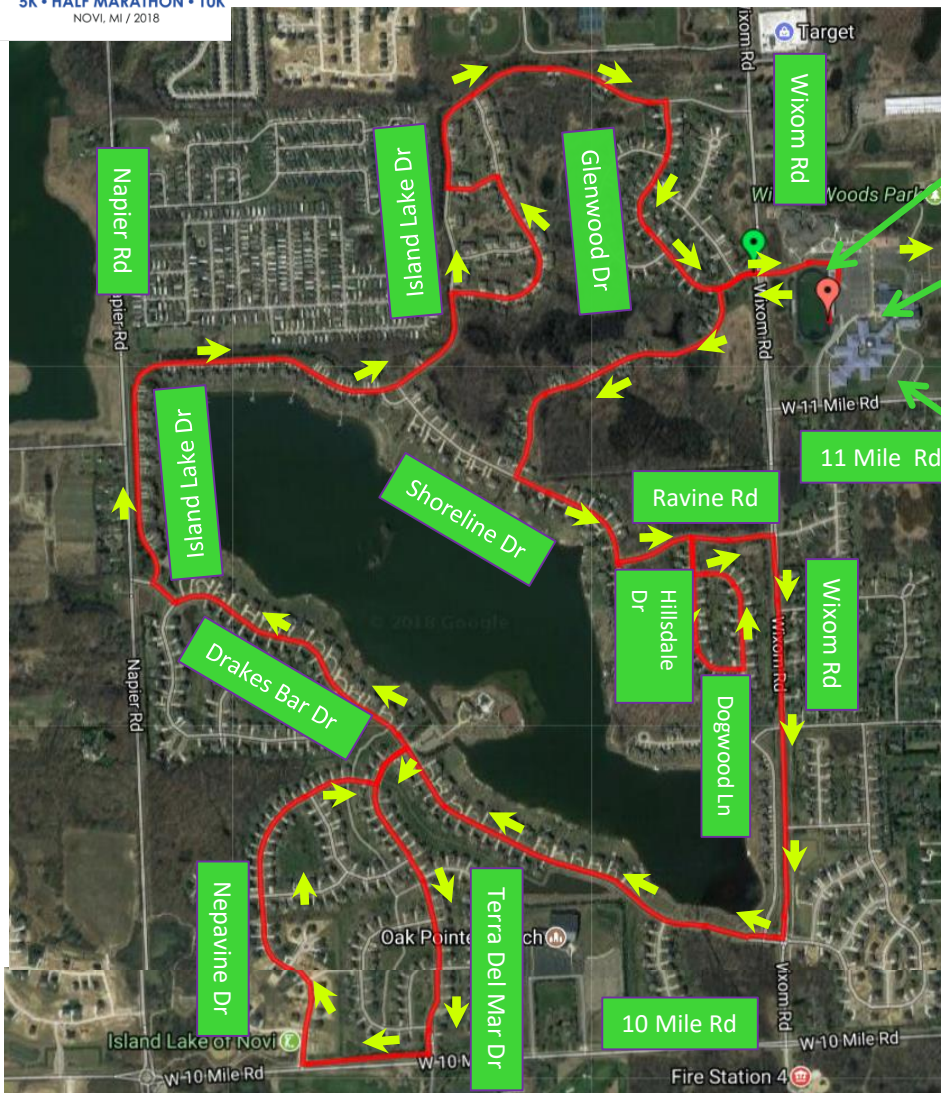 5K • HALF MARATHON • 10K
NOVI, MI / 2018
Target
Wixom Rd
Wixom Rd
Napier Rd
Island Lake Dr
Glenwood Dr
Woods Park
Napier Rd
Wixom Rd
W 11 Mile Rd
11 Mile Rd
Island Lake Dr
Shoreline Dr
Ravine Rd
Hillsdale
Dr
Wixom Rd
Wixom Rd
© 2018 Google
Drakes Bar Dr
Napier Rd
Dogwood Ln
Nepavine Dr
Terra Del Mar Dr
Oak Pointe
Wixom Rd
10 Mile Rd
Island Lake of Novi
W 10 Mile Rd
W 10 M
W 10 Mile Rd
Fire Station 4